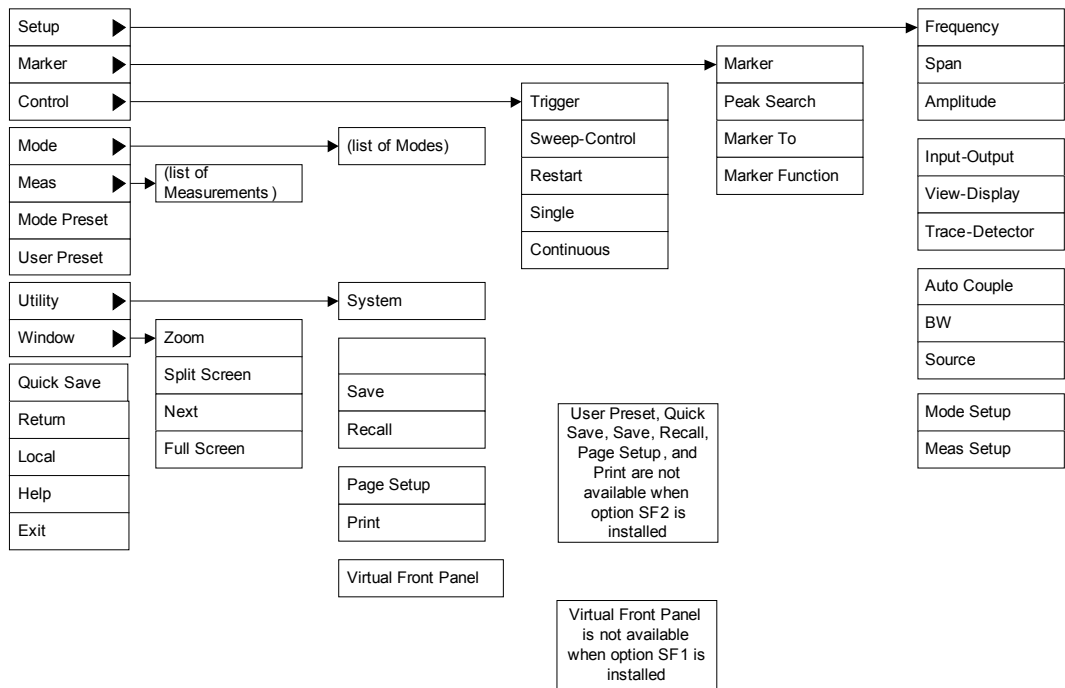 Setup
Marker
Control
Mode
Meas
Mode Preset
User Preset
Utility
Window
Quick Save
Return
Local
Help
Exit
(list of
Measurements )
Zoom
Split Screen
Next
Full Screen
(list of Modes)
System
Save
Recall
Page Setup
Print
Virtual Front Panel
Trigger
Sweep-Control
Restart
Single
Continuous
User Preset, Quick
Save, Save, Recall,
Page Setup, and
Print are not
available when
option SF2 is
installed
Virtual Front Panel
is not available
when option SF1 is
installed
Marker
Peak Search
Marker To
Marker Function
Frequency
Span
Amplitude
Input-Output
View-Display
Trace-Detector
Auto Couple
BW
Source
Mode Setup
Meas Setup